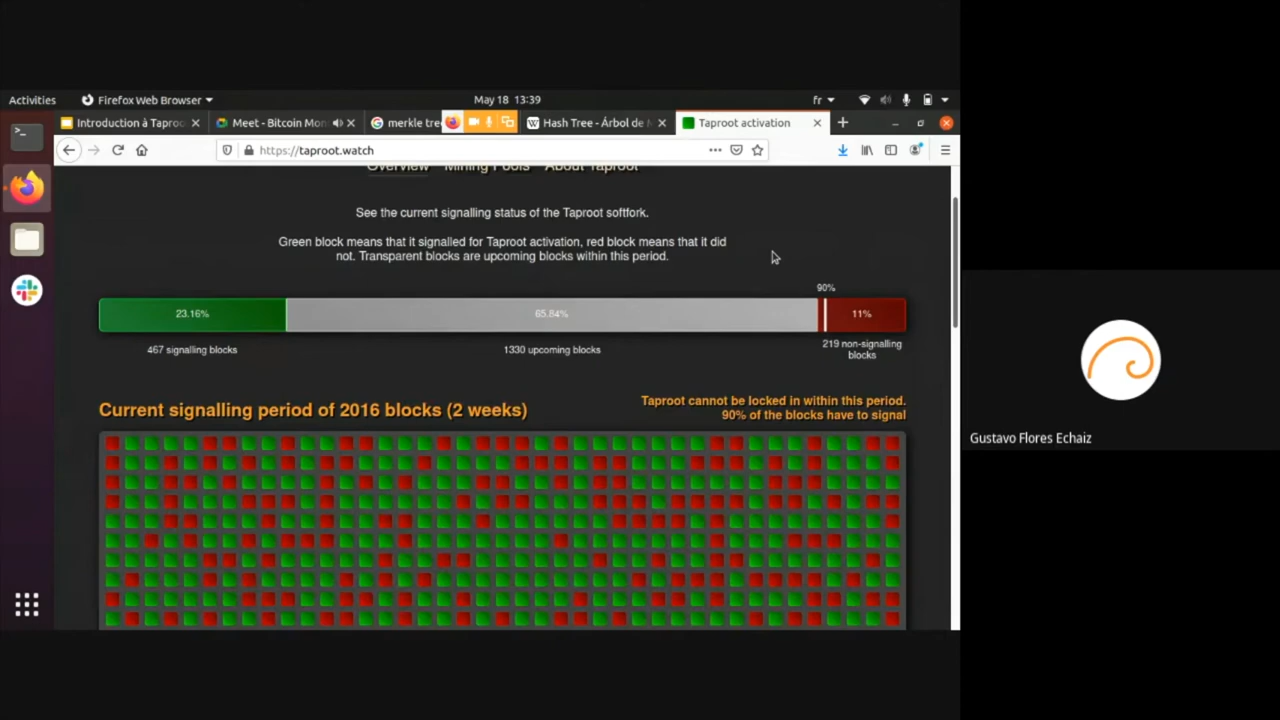 Activities
Firefox Web Browser
May 18 13:39
fr
Introduction à Taproo
Meet - Bitcoin Mon
merkle tre
Hash Tree - Árbol de M
Taproot activation
https://taproot.watch
Overview Mining Pools About Taproot
See the current signalling status of the Taproot softfork.
Green block means that it signalled for Taproot activation, red block means that it did
not. Transparent blocks are upcoming blocks within this period.
90%
23.16%
65.84%
11%
467 signalling blocks
1330 upcoming blocks
219 non-signalling
blocks
Current signalling period of 2016 blocks (2 weeks)
Taproot cannot be locked in within this period.
90% of the blocks have to signal
Gustavo Flores Echaiz